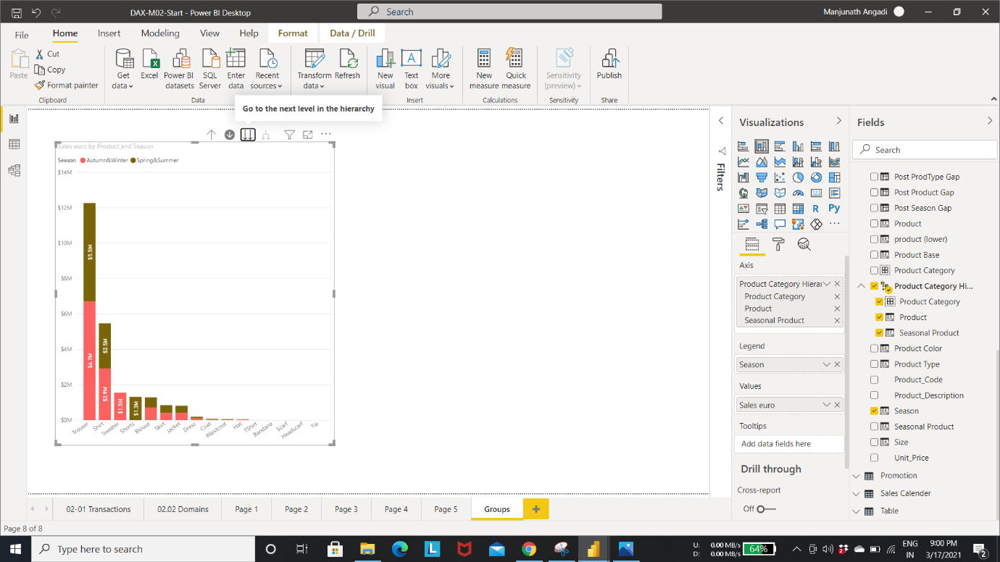 DAX-M02-Start - Power BI Desktop
Search
Manjunath Angadi
File
Home
Insert
Modeling
View
Help
Format
Data / Drill
Paste
Cut
Copy
Format painter
Clipboard
Get data
Excel
Power BI datasets
SQL Server
Enter data
Recent sources
Data
Transform data
Refresh
New visual
Text box
More visuals
Insert
New measure
Quick measure
Calculations
Sensitivity (preview)
Sensitivity
Publish
Share
Go to the next level in the hierarchy
Sales euro by Product and Season
Season
Autumn&Winter
Spring&Summer
$14M
$12M
$10M
$8M
$6M
$4M
$2M
$0M
$5.5M
$6.7M
$2.5M
$2.9M
$1.5M
$1.3M
Trouser
Shirt
Sweater
Shorts
Blouse
Skirt
Jacket
Dress
Coat
Waistcost
Hat
TShirt
Bandana
Scarf
Headscarf
Tie
Filters
Visualizations
R
Py
123
Axis
Product Category Hierar
Product Category
Product
Seasonal Product
Legend
Season
Values
Sales euro
Tooltips
Add data fields here
Drill through
Cross-report
Off
Fields
Search
Post ProdType Gap
Post Product Gap
Post Season Gap
Product
product (lower)
Product Base
Product Category
Product Category Hi...
Product Category
Product
Seasonal Product
Product Color
Product Type
Product_Code
Product_Description
Season
Seasonal Product
Size
Unit_Price
Promotion
Sales Calender
Table
02-01 Transactions
02.02 Domains
Page 1
Page 2
Page 3
Page 4
Page 5
Groups
Page 8 of 8
Type here to search
L
U: 0.00 MB/s
D: 0.00 MB/s
64%
ENG
IN
9:00 PM
3/17/2021
2